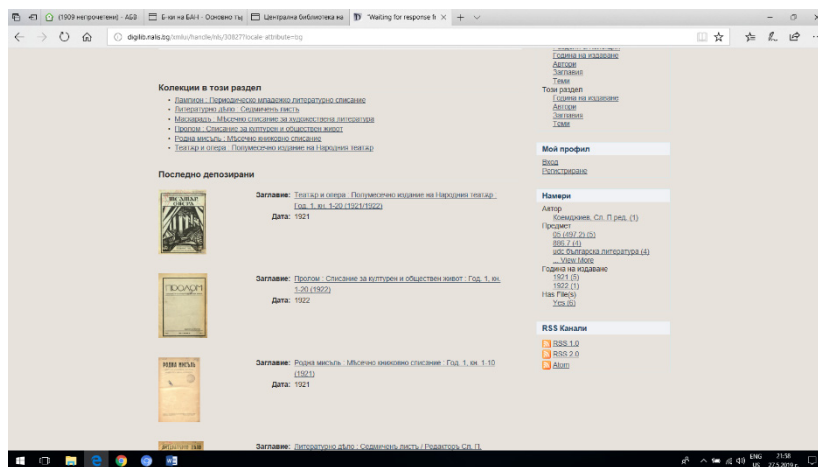 (1909 непрочетени) - АБВ
Б-ки на БАН - Основно тъ
Централна библиотека на
"Waiting for response fr
digilib.nalis.bg/xmlui/handle/nls/30827?locale-attribute=bg
Година на издаване
Автори
Заглавия
Теми
Този раздел
Година на издаване
Автори
Заглавия
Теми
Колекции в този раздел
Лампион : Периодическо младежко литературно списание
Литературно дѣло : Седмиченъ листъ
Маскарадъ : Мѣсечно списание за художествена литература
Пролом : Списание за културен и обществен живот
Родна мисъль : Мѣсечно книжовно списание
Театър и опера : Полумесечно издание на Народния театър
Мой профил
Вход
Регистриране
Последно депозирани
Заглавие: Театър и опера : Полумесечно издание на Народния театър :
Год. 1, кн. 1-20 (1921/1922)
Дата: 1921
Намери
Автор
Коемджиев, Сл. П.ред. (1)
Предмет
05 (497.2) (5)
886.7 (4)
udc българска литература (4)
... View More
Година на издаване
1921 (5)
1922 (1)
Has File(s)
Yes (6)
ПРОЛОМ
Заглавие: Пролом : Списание за културен и обществен живот : Год. 1, кн.
1-20 (1922)
Дата: 1922
RSS Канали
RSS 1.0
RSS 2.0
Atom
РОДНА МИСЪЛЬ
Заглавие: Родна мисъль : Мѣсечно книжовно списание : Год. 1, кн. 1-10
(1921)
Дата: 1921
Заглавие: Литературно дѣло : Седмиченъ листъ / Редакторъ Сл. П.
ENG
US
21:58
27.5.2019 г.